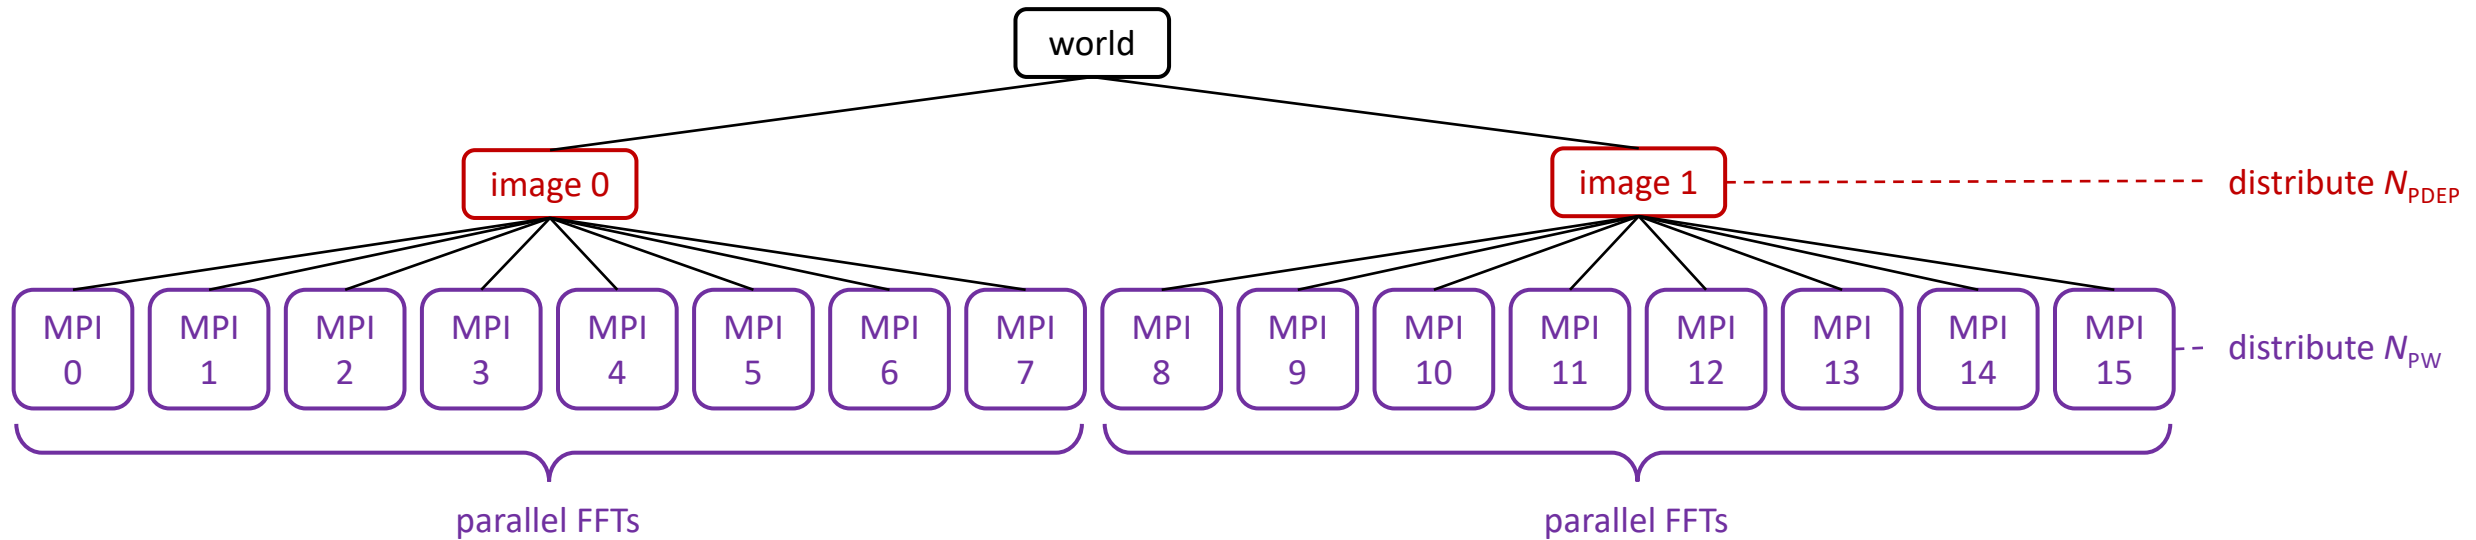 world
image 0
image 1
distribute N_PDEP
MPI
0
MPI
1
MPI
2
MPI
3
MPI
4
MPI
5
MPI
6
MPI
7
MPI
8
MPI
9
MPI
10
MPI
11
MPI
12
MPI
13
MPI
14
MPI
15
distribute N_PW
parallel FFTs
parallel FFTs